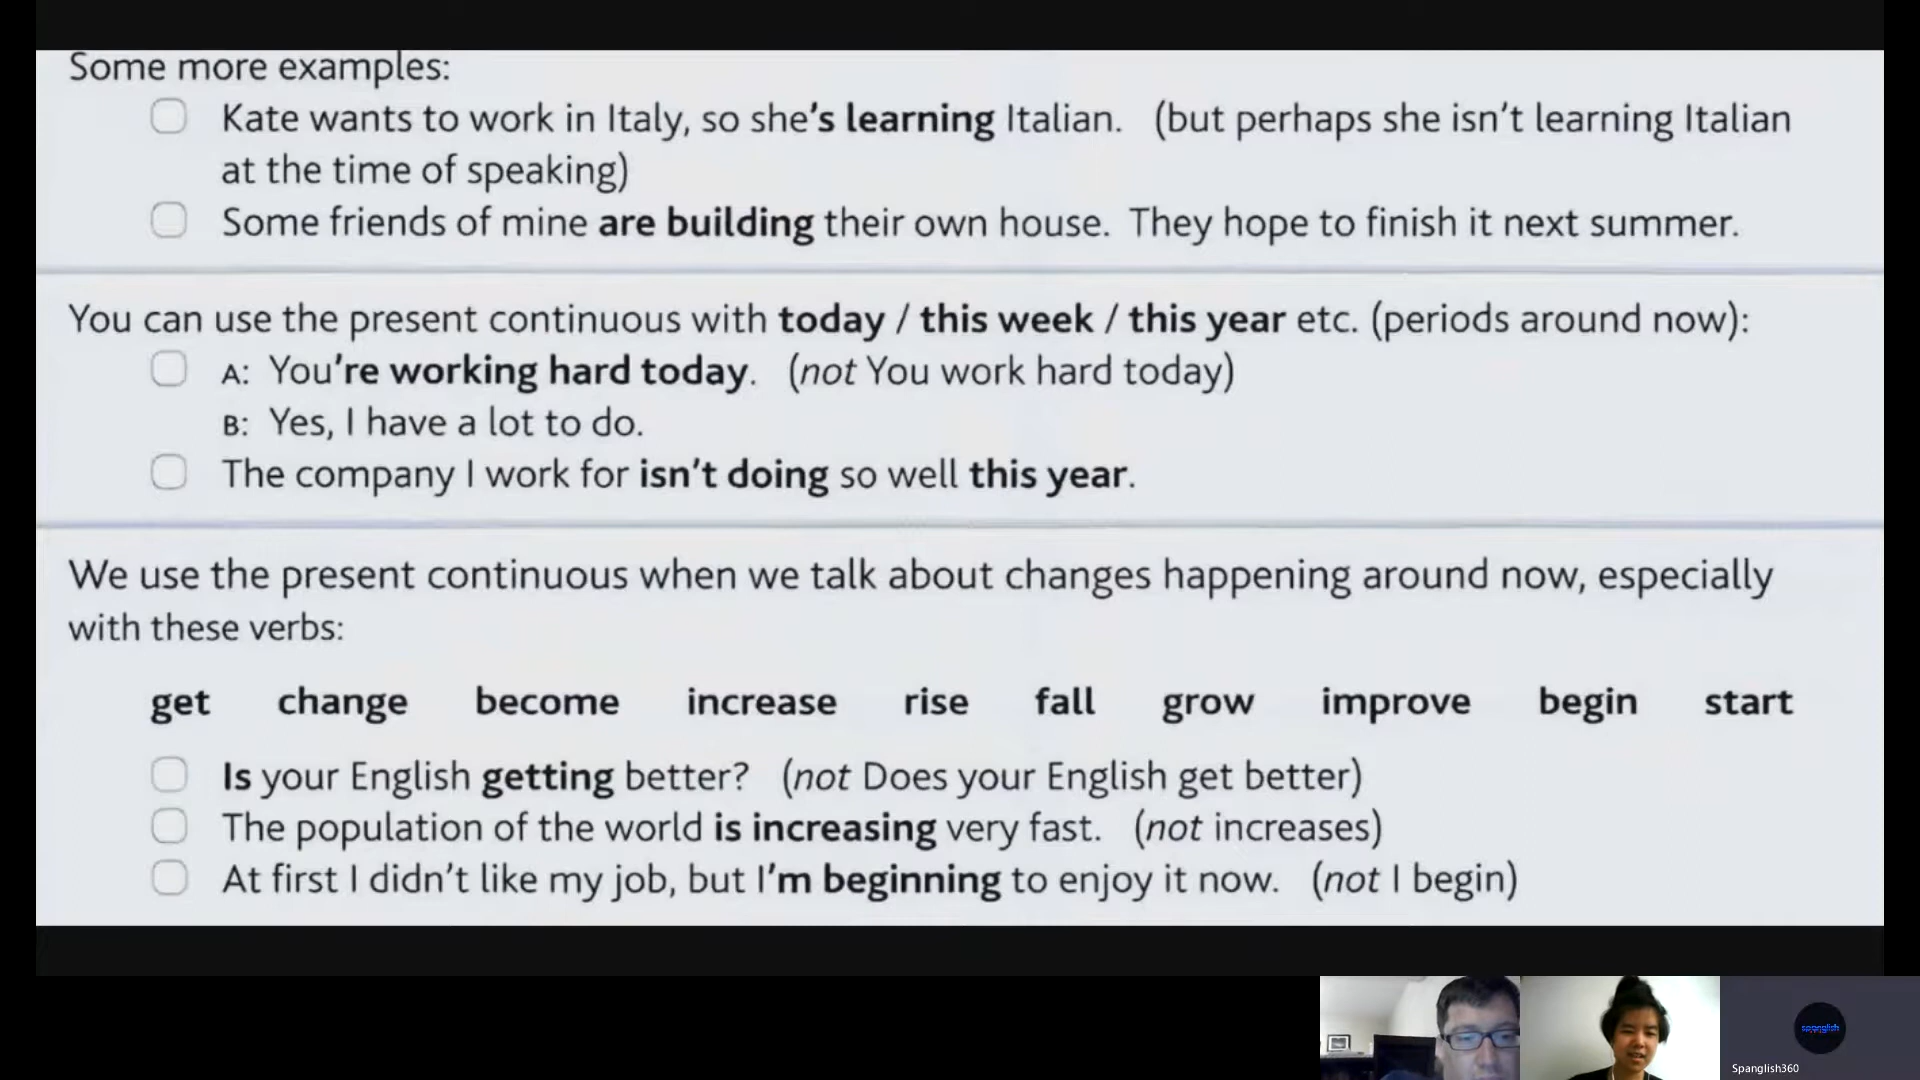 Some more examples:
Kate wants to work in Italy, so she's learning Italian. (but perhaps she isn't learning Italian
at the time of speaking)
Some friends of mine are building their own house. They hope to finish it next summer.
You can use the present continuous with today / this week / this year etc. (periods around now):
A: You're working hard today. (not You work hard today)
B: Yes, I have a lot to do.
The company I work for isn't doing so well this year.
We use the present continuous when we talk about changes happening around now, especially
with these verbs:
get change become increase rise fall grow improve begin start
Is your English getting better? (not Does your English get better)
The population of the world is increasing very fast. (not increases)
At first I didn't like my job, but I'm beginning to enjoy it now. (not I begin)
spanglish
Spanglish360